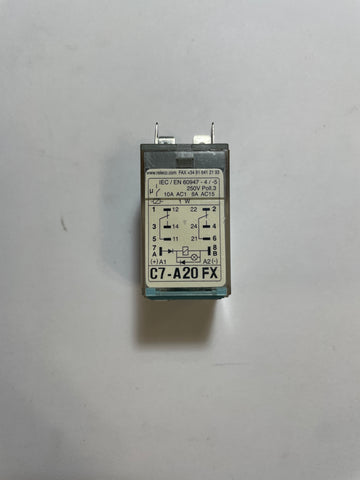 www.releco.com FAX +34 91 641 21 33
IEC / EN 60947 - 4 / -5
µ 250V Poll.3
10A AC1 6A AC15
1 W
1 12 22 2
3 14 24 4
5 11 21 6
7 8
A B
(+) A1 A2 (-)
C7-A20 FX